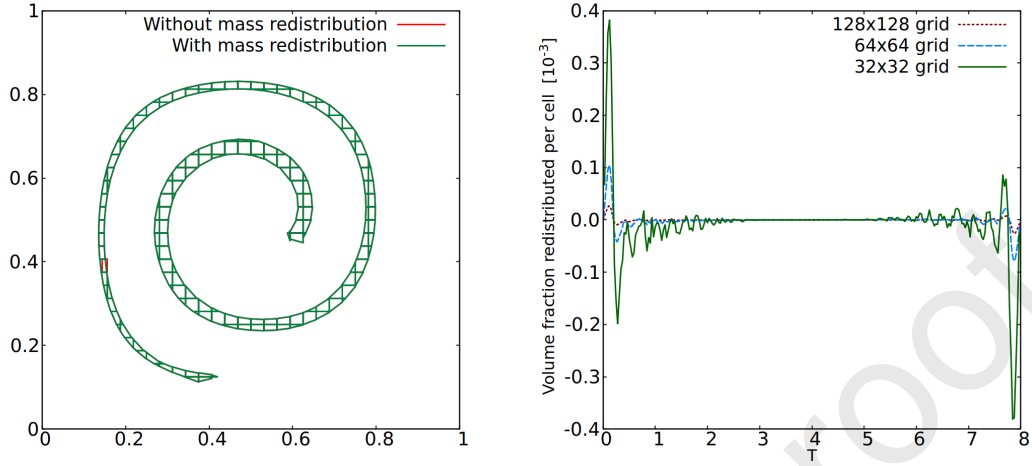 Without mass redistribution
With mass redistribution
1
0.8
0.6
0.4
0.2
0
0 0.2 0.4 0.6 0.8 1
Volume fraction redistributed per cell [10⁻³]
128x128 grid
64x64 grid
32x32 grid
0.4
0.3
0.2
0.1
0.0
-0.1
-0.2
-0.3
-0.4
0 1 2 3 4 5 6 7 8
T
roof